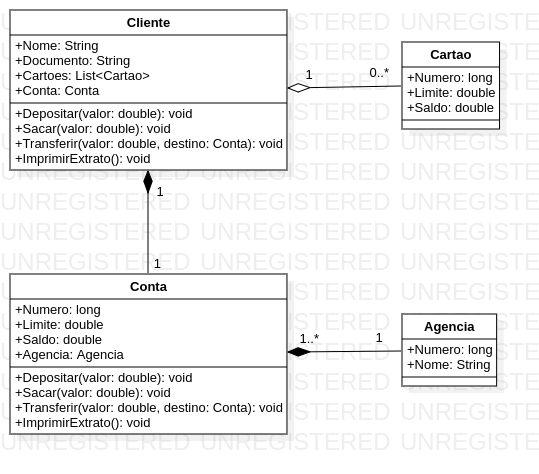 Cliente
+Nome: String
+Documento: String
+Cartoes: List<Cartao>
+Conta: Conta
+Depositar(valor: double): void
+Sacar(valor: double): void
+Transferir(valor: double, destino: Conta): void
+ImprimirExtrato(): void
1
0..*
Cartao
+Numero: long
+Limite: double
+Saldo: double
1
1
Conta
+Numero: long
+Limite: double
+Saldo: double
+Agencia: Agencia
+Depositar(valor: double): void
+Sacar(valor: double): void
+Transferir(valor: double, destino: Conta): void
+ImprimirExtrato(): void
1..*
1
Agencia
+Numero: long
+Nome: String
UNREGISTERED